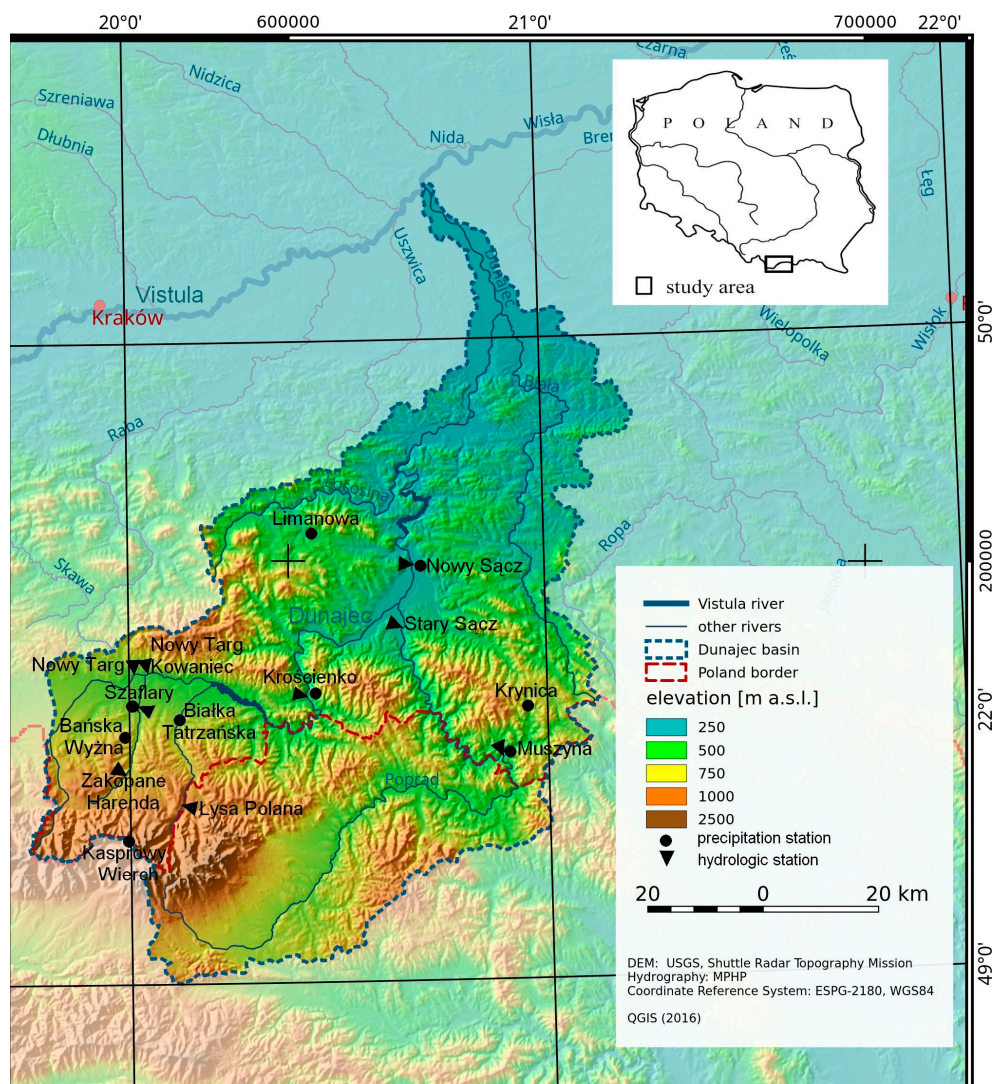 20°0'
600000
21°0'
700000
22°0'
Czarna
Nidzica
Szreniawa
Dłubnia
Nida
Wisła
Bren
Łęg
POLAND
study area
Uszwica
Dunajec
Vistula
Kraków
Wielopolka
Wisłok
50°0'
Biała
Raba
Łososina
Limanowa
Ropa
Jasiołka
Skawa
Nowy Sącz
200000
Dunajec
Stary Sącz
Nowy Targ
Nowy Targ
Kowaniec
Krościenko
Szaflary
Krynica
Białka
Tatrzańska
Bańska
Wyżna
Muszyna
Zakopane
Harenda
Poprad
Łysa Polana
Kasprowy
Wierch
Vistula river
other rivers
Dunajec basin
Poland border
elevation [m a.s.l.]
250
500
750
1000
2500
precipitation station
hydrologic station
22°0'
20 0 20 km
DEM: USGS, Shuttle Radar Topography Mission
Hydrography: MPHP
Coordinate Reference System: ESPG-2180, WGS84
QGIS (2016)
49°0'